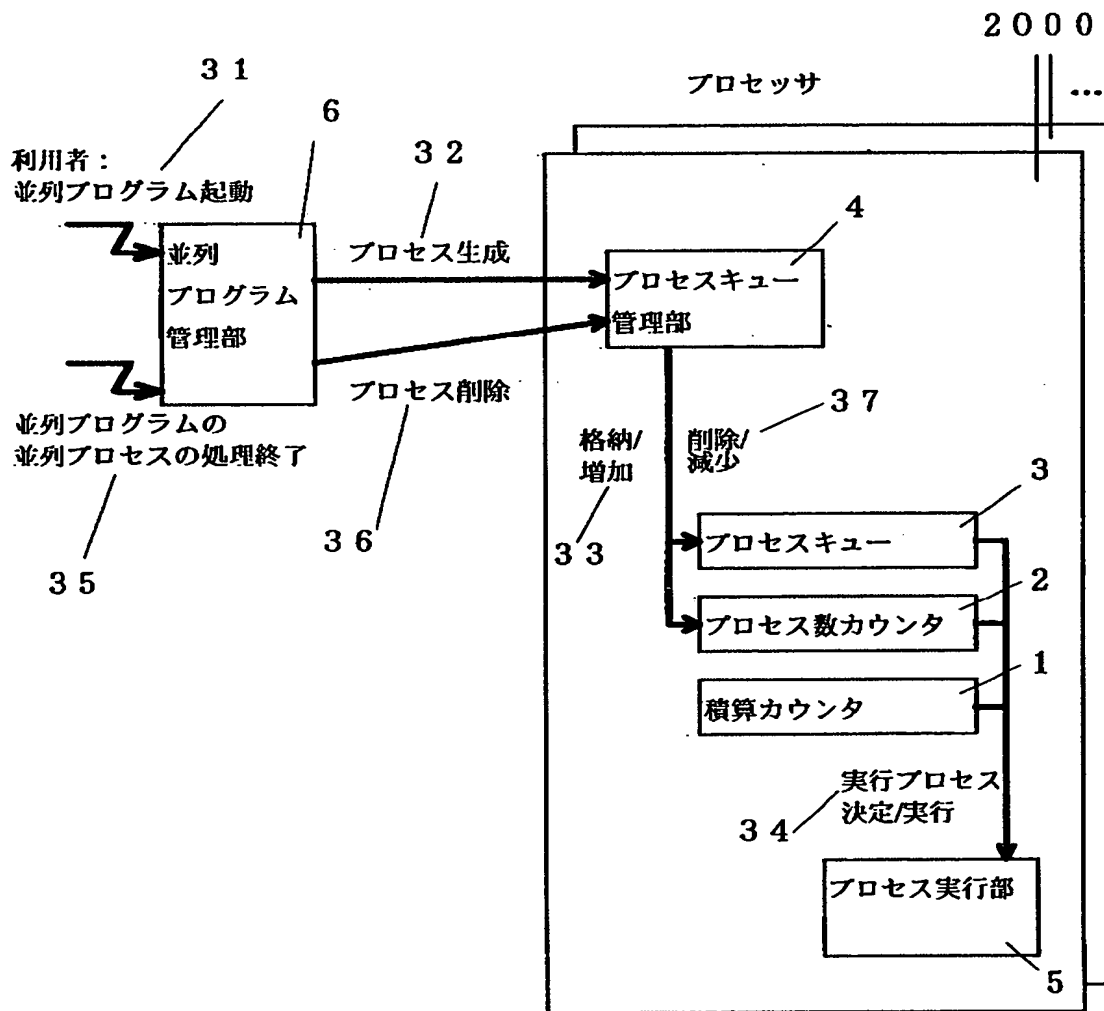 ２０００
３１
プロセッサ
…
６
利用者：
並列プログラム起動
３２
４
並列
プログラム
管理部
プロセス生成
プロセスキュー
管理部
プロセス削除
３７
並列プログラムの
並列プロセスの処理終了
格納/
増加
削除/
減少
３
３６
３３
プロセスキュー
３５
２
プロセス数カウンタ
１
積算カウンタ
実行プロセス
決定/実行
３４
プロセス実行部
５